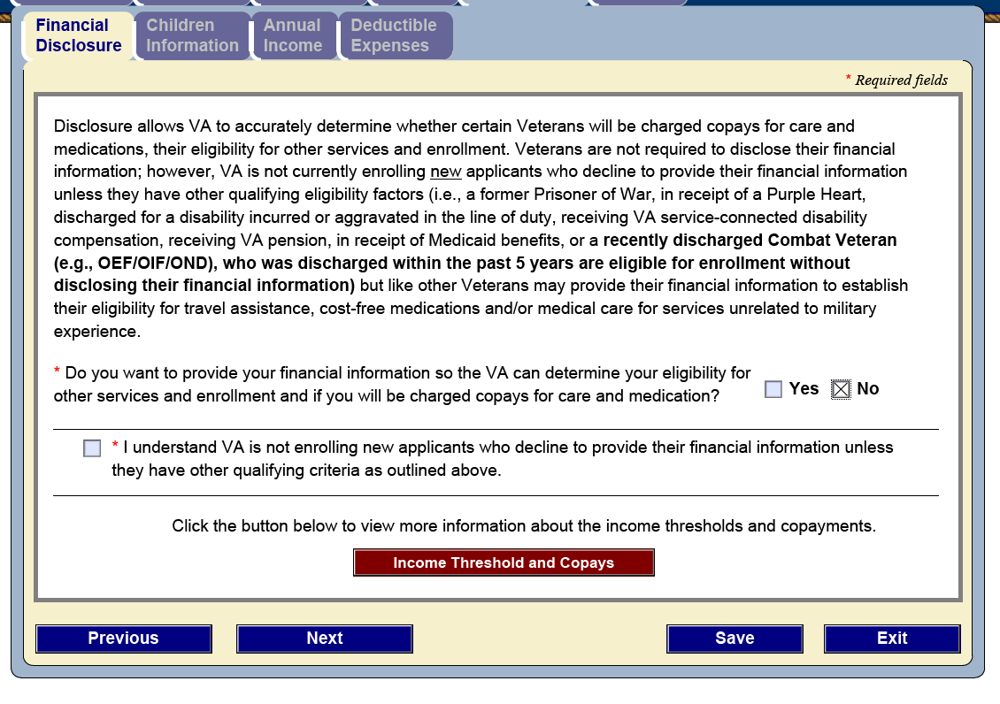 Financial Disclosure
Children Information
Annual Income
Deductible Expenses
* Required fields
Disclosure allows VA to accurately determine whether certain Veterans will be charged copays for care and
medications, their eligibility for other services and enrollment. Veterans are not required to disclose their financial
information; however, VA is not currently enrolling new applicants who decline to provide their financial information
unless they have other qualifying eligibility factors (i.e., a former Prisoner of War, in receipt of a Purple Heart,
discharged for a disability incurred or aggravated in the line of duty, receiving VA service-connected disability
compensation, receiving VA pension, in receipt of Medicaid benefits, or a recently discharged Combat Veteran
(e.g., OEF/OIF/OND), who was discharged within the past 5 years are eligible for enrollment without
disclosing their financial information) but like other Veterans may provide their financial information to establish
their eligibility for travel assistance, cost-free medications and/or medical care for services unrelated to military
experience.
* Do you want to provide your financial information so the VA can determine your eligibility for
other services and enrollment and if you will be charged copays for care and medication?
Yes No
* I understand VA is not enrolling new applicants who decline to provide their financial information unless
they have other qualifying criteria as outlined above.
Click the button below to view more information about the income thresholds and copayments.
Income Threshold and Copays
Previous Next Save Exit